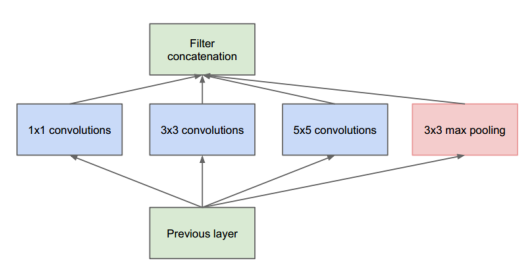 Filter
concatenation
1x1 convolutions
3x3 convolutions
5x5 convolutions
3x3 max pooling
Previous layer